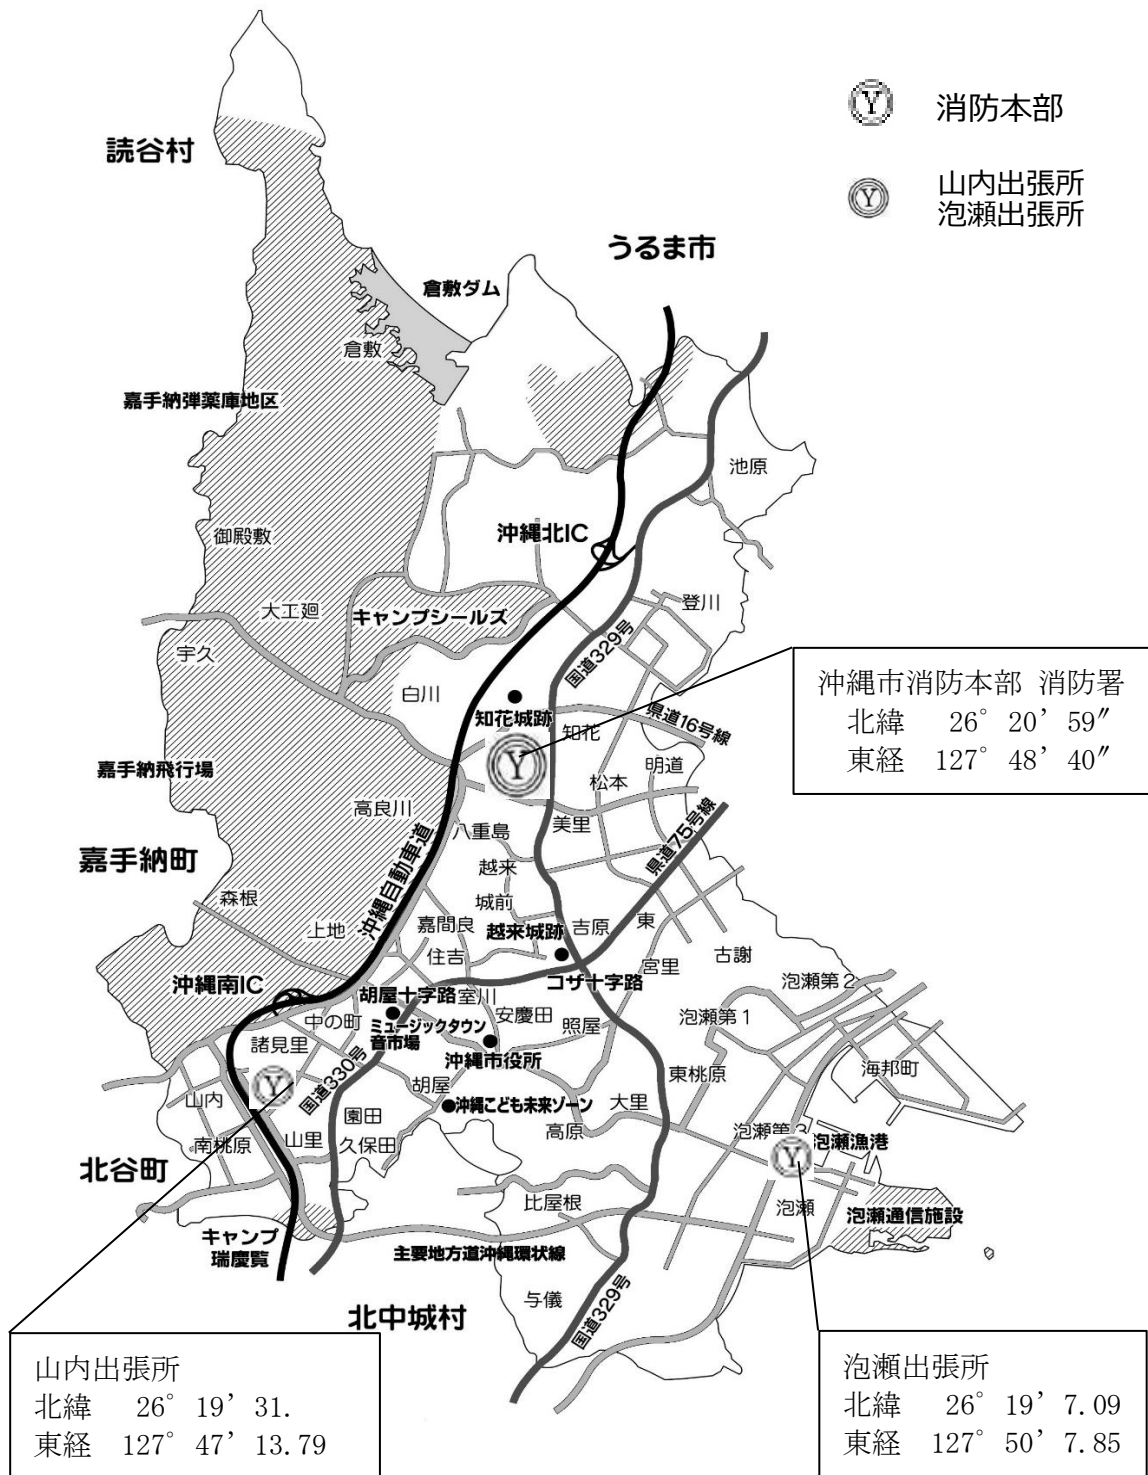 Y 消防本部
読谷村
Y 山内出張所
泡瀬出張所
うるま市
倉敷ダム
倉敷
嘉手納弾薬庫地区
池原
御殿敷
沖縄北IC
大工廻
キャンプシールズ
登川
宇久
国道329号
白川
沖縄市消防本部 消防署
北緯 26° 20’ 59″
東経 127° 48’ 40″
知花城跡
県道16号線
知花
Y
嘉手納飛行場
明道
松本
高良川
八重島
美里
県道75号線
嘉手納町
沖縄自動車道
越来
森根
城前
上地
嘉間良
越来城跡
吉原
東
住吉
宮里
古謝
沖縄南IC
コザ十字路
泡瀬第2
胡屋十字路
室川
中の町
安慶田
ミュージックタウン
音市場
照屋
泡瀬第1
諸見里
沖縄市役所
国道330号
東桃原
海邦町
Y
胡屋
山内
沖縄こども未来ゾーン
大里
園田
高原
泡瀬第3
南桃原
山里
久保田
泡瀬漁港
Y
北谷町
比屋根
泡瀬
泡瀬通信施設
キャンプ
瑞慶覧
主要地方道沖縄環状線
与儀
国道329号
北中城村
山内出張所
北緯 26° 19’ 31.
東経 127° 47’ 13.79
泡瀬出張所
北緯 26° 19’ 7.09
東経 127° 50’ 7.85